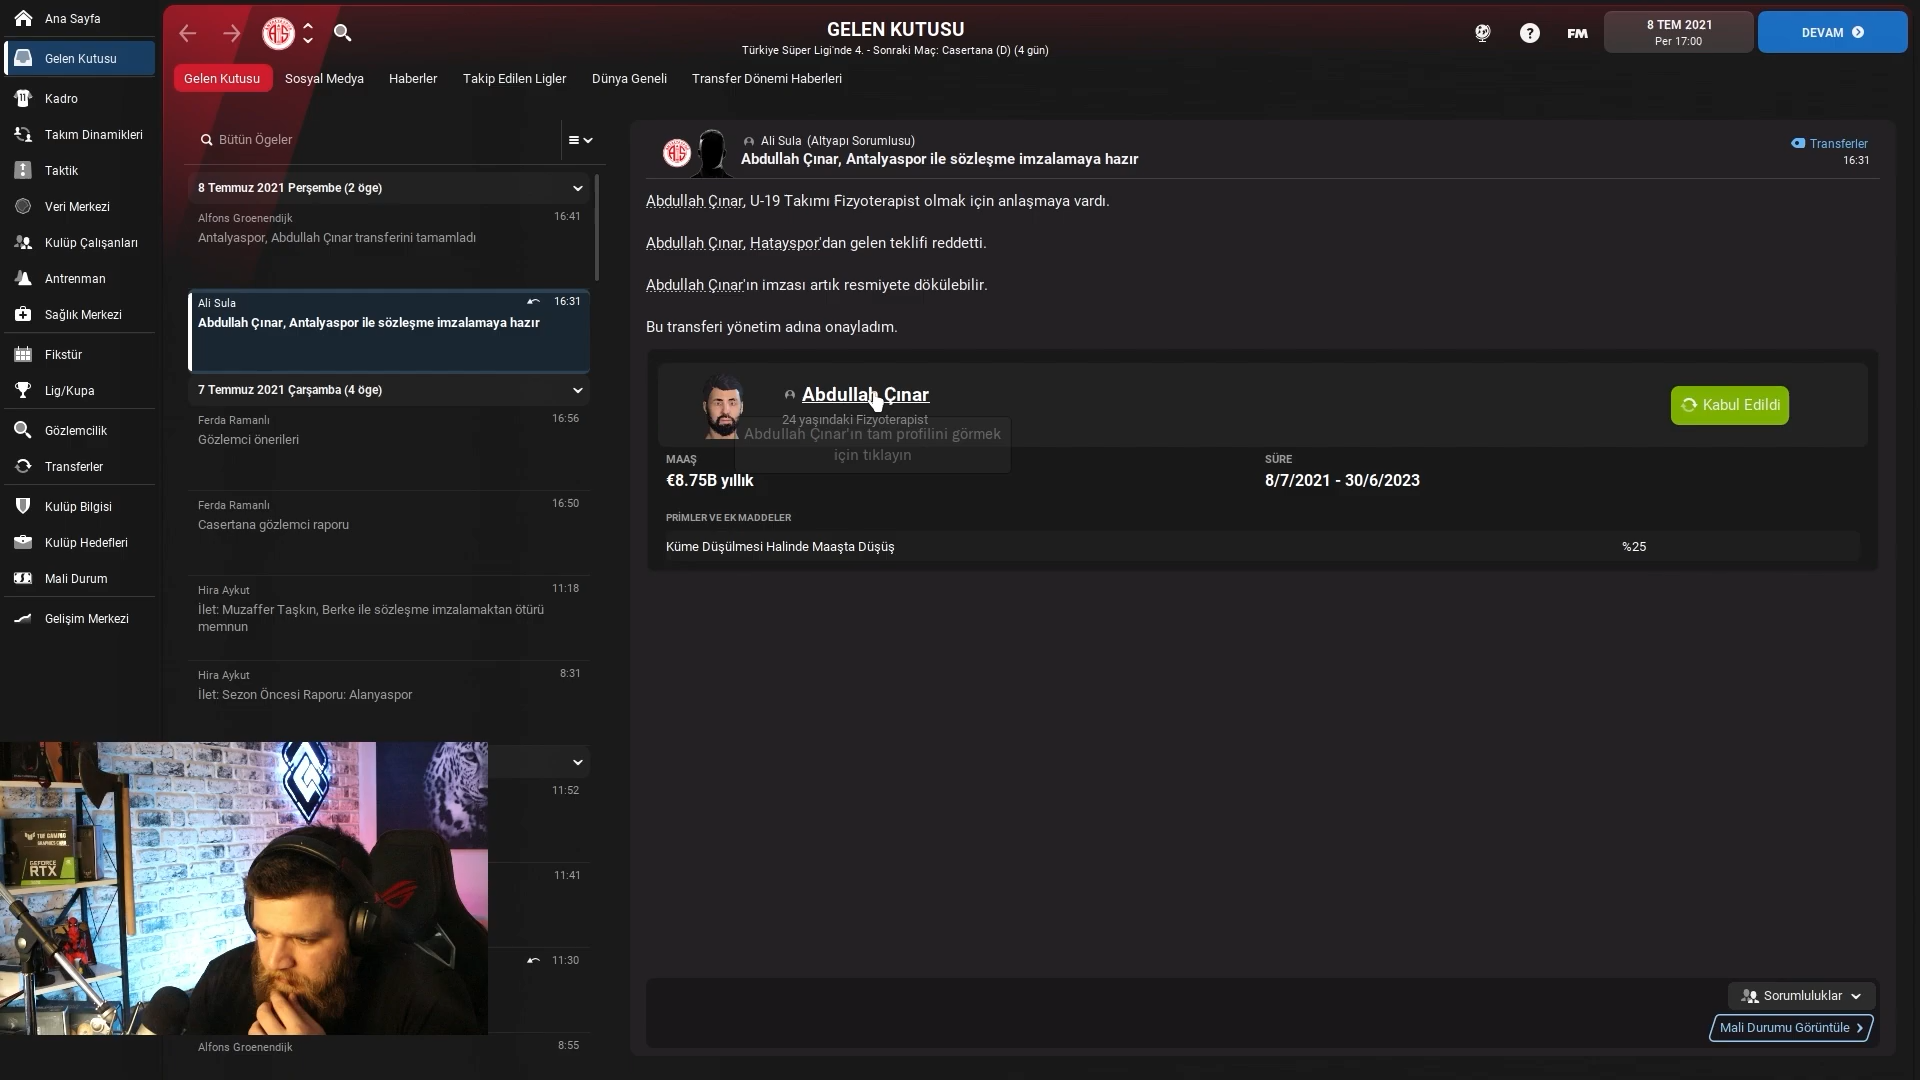 Ana Sayfa
Gelen Kutusu
Kadro
Takım Dinamikleri
Taktik
Veri Merkezi
Kulüp Çalışanları
Antrenman
Sağlık Merkezi
Fikstür
Lig/Kupa
Gözlemcilik
Transferler
Kulüp Bilgisi
Kulüp Hedefleri
Mali Durum
Gelişim Merkezi
GELEN KUTUSU
Türkiye Süper Ligi'nde 4. - Sonraki Maç: Casertana (D) (4 gün)
FM
8 TEM 2021
Per 17:00
DEVAM
Gelen Kutusu
Sosyal Medya
Haberler
Takip Edilen Ligler
Dünya Geneli
Transfer Dönemi Haberleri
Bütün Ögeler
8 Temmuz 2021 Perşembe (2 öge)
Alfons Groenendijk 16:41
Antalyaspor, Abdullah Çınar transferini tamamladı
Ali Sula 16:31
Abdullah Çınar, Antalyaspor ile sözleşme imzalamaya hazır
7 Temmuz 2021 Çarşamba (4 öge)
Ferda Ramanlı 16:56
Gözlemci önerileri
Ferda Ramanlı 16:50
Casertana gözlemci raporu
Hira Aykut 11:18
İlet: Muzaffer Taşkın, Berke ile sözleşme imzalamaktan ötürü
memnun
Hira Aykut 8:31
İlet: Sezon Öncesi Raporu: Alanyaspor
11:52
11:41
11:30
Alfons Groenendijk 8:55
Ali Sula (Altyapı Sorumlusu)
Abdullah Çınar, Antalyaspor ile sözleşme imzalamaya hazır
Transferler
16:31
Abdullah Çınar, U-19 Takımı Fizyoterapist olmak için anlaşmaya vardı.
Abdullah Çınar, Hatayspor'dan gelen teklifi reddetti.
Abdullah Çınar'ın imzası artık resmiyete dökülebilir.
Bu transferi yönetim adına onayladım.
Abdullah Çınar
24 yaşındaki Fizyoterapist
Abdullah Çınar'ın tam profilini görmek
için tıklayın
Kabul Edildi
MAAŞ
€8.75B yıllık
SÜRE
8/7/2021 - 30/6/2023
PRİMLER VE EK MADDELER
Küme Düşülmesi Halinde Maaşta Düşüş %25
Sorumluluklar
Mali Durumu Görüntüle
GEFORCE
RTX